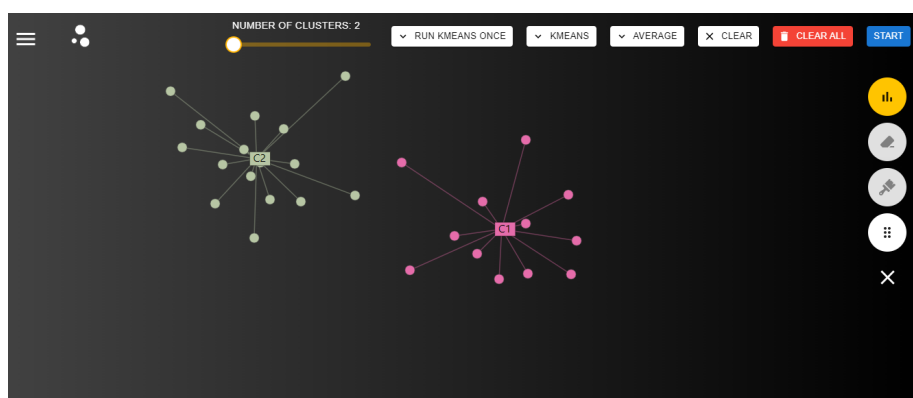 NUMBER OF CLUSTERS: 2
RUN KMEANS ONCE
KMEANS
AVERAGE
CLEAR
CLEAR ALL
START
C2
C1